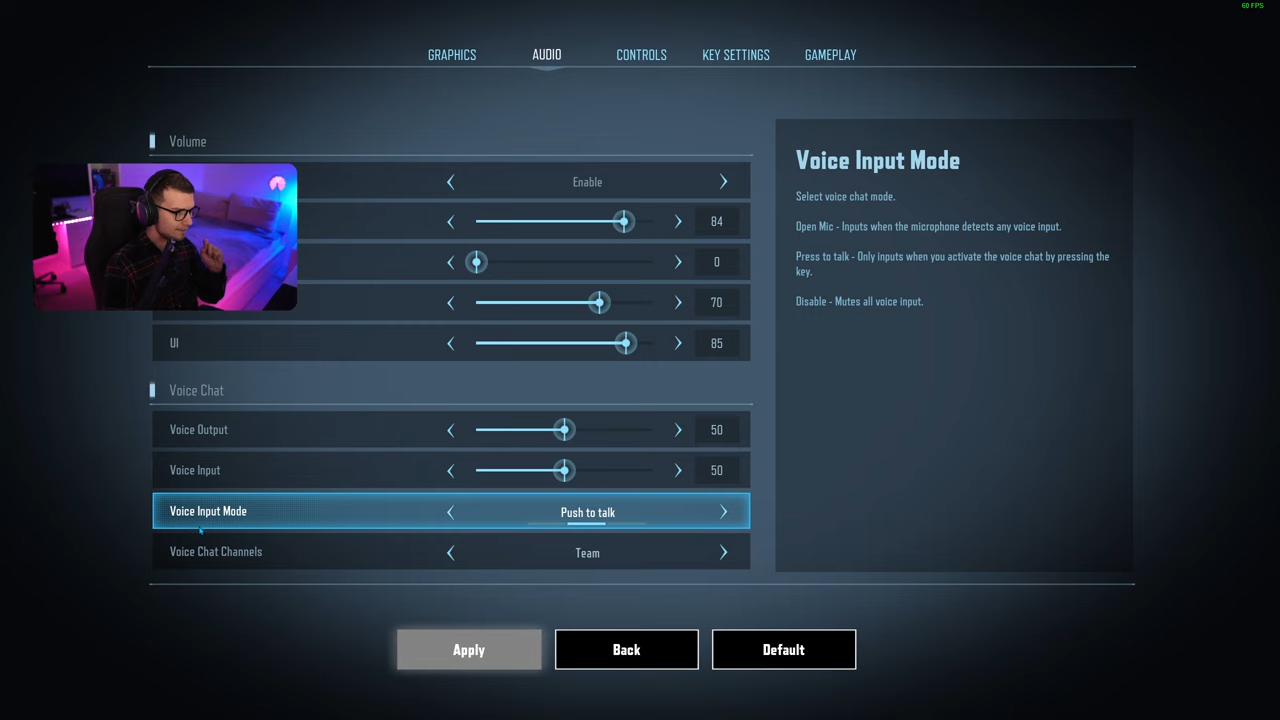 60 FPS
GRAPHICS
AUDIO
CONTROLS
KEY SETTINGS
GAMEPLAY
Volume
Enable
84
0
70
UI
85
Voice Chat
Voice Output
50
Voice Input
50
Voice Input Mode
Push to talk
Voice Chat Channels
Team
Voice Input Mode
Select voice chat mode.
Open Mic - Inputs when the microphone detects any voice input.
Press to talk - Only inputs when you activate the voice chat by pressing the
key.
Disable - Mutes all voice input.
Apply
Back
Default